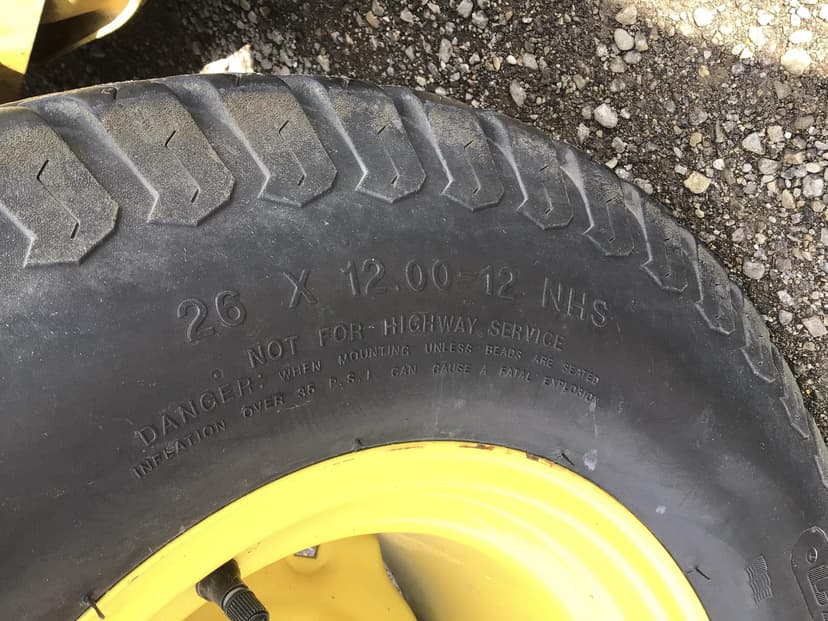 26 X 12.00-12 NHS
NOT FOR HIGHWAY SERVICE
DANGER: WHEN MOUNTING UNLESS BEADS ARE SEATED
INFLATION OVER 35 P.S.I. CAN CAUSE A FATAL EXPLOSION